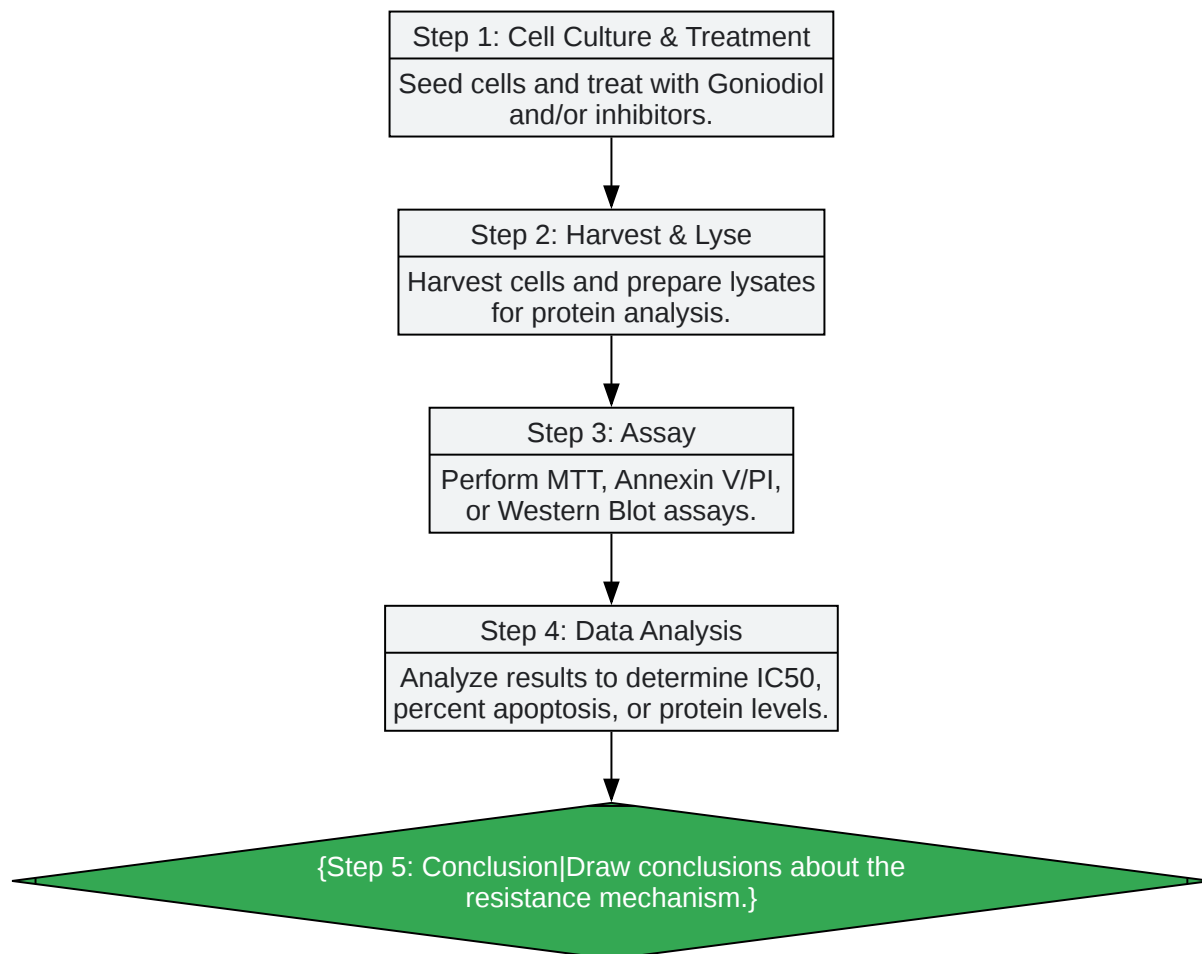 Step 1: Cell Culture & Treatment
Seed cells and treat with Goniodiol
and/or inhibitors.
Step 2: Harvest & Lyse
Harvest cells and prepare lysates
for protein analysis.
Step 3: Assay
Perform MTT, Annexin V/PI,
or Western Blot assays.
Step 4: Data Analysis
Analyze results to determine IC50,
percent apoptosis, or protein levels.
{Step 5: Conclusion|Draw conclusions about the
resistance mechanism.}